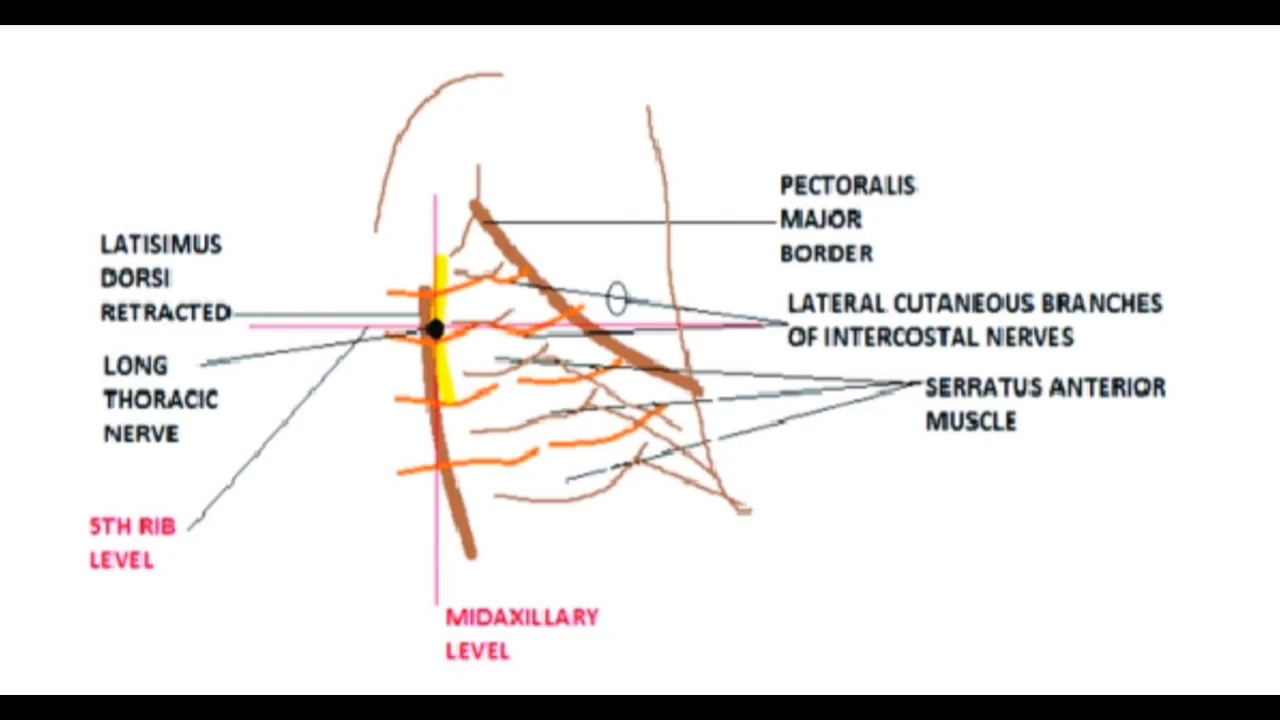 PECTORALIS
MAJOR
BORDER
LATISIMUS
DORSI
RETRACTED
LATERAL CUTANEOUS BRANCHES
OF INTERCOSTAL NERVES
LONG
THORACIC
NERVE
SERRATUS ANTERIOR
MUSCLE
5TH RIB
LEVEL
MIDAXILLARY
LEVEL